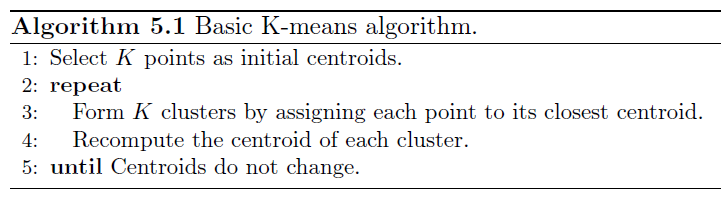 Algorithm 5.1 Basic K-means algorithm.
1: Select K points as initial centroids.
2: repeat
3: Form K clusters by assigning each point to its closest centroid.
4: Recompute the centroid of each cluster.
5: until Centroids do not change.